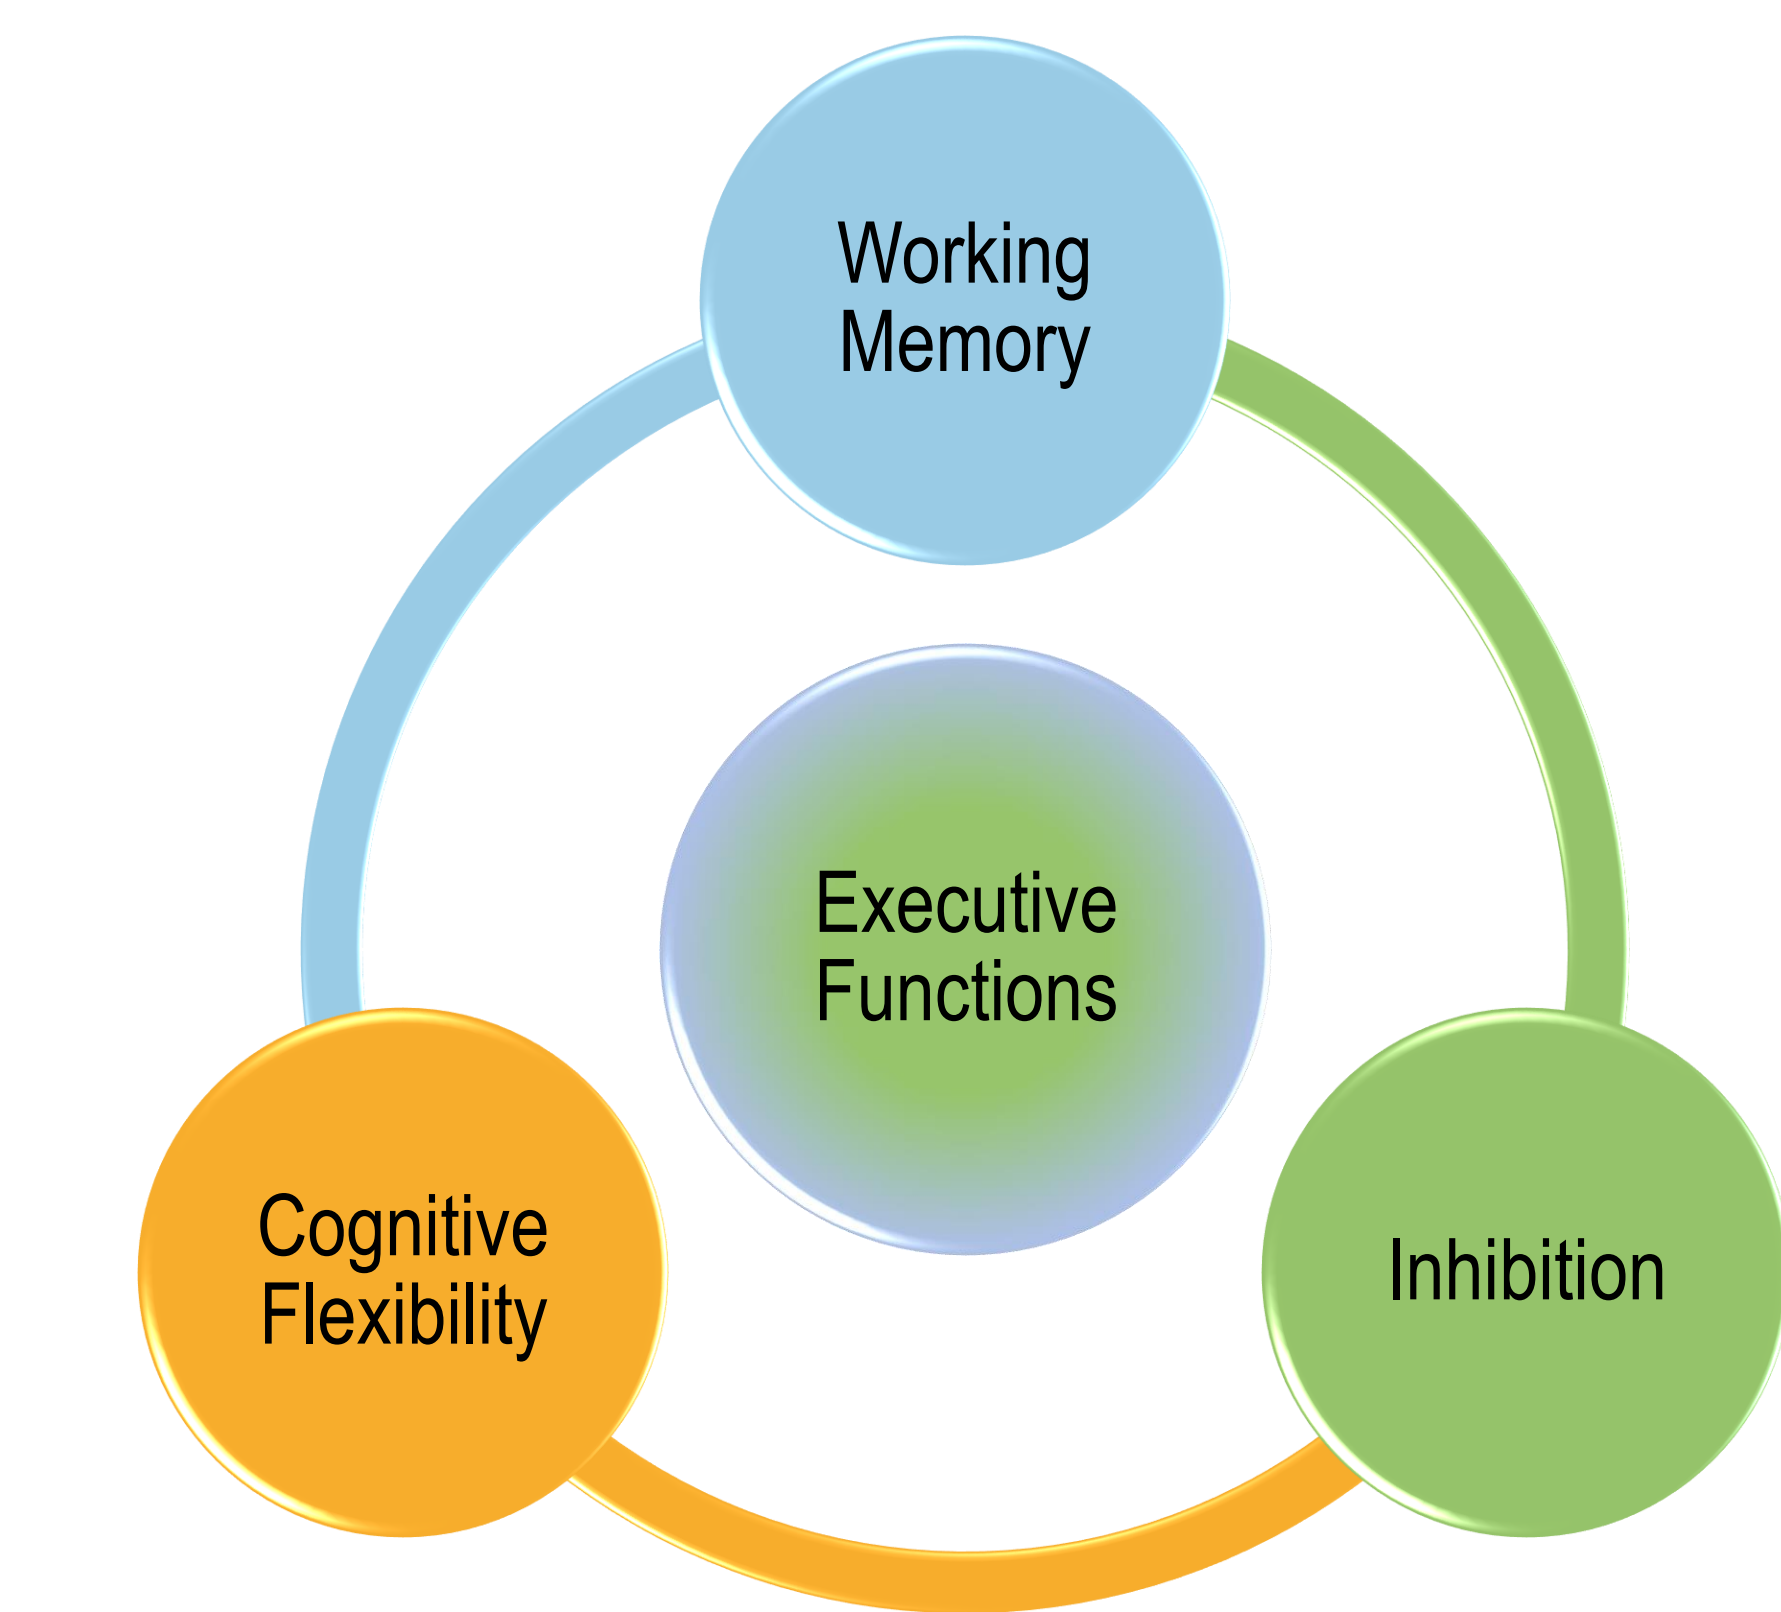 Working
Memory
Executive
Functions
Cognitive
Flexibility
Inhibition